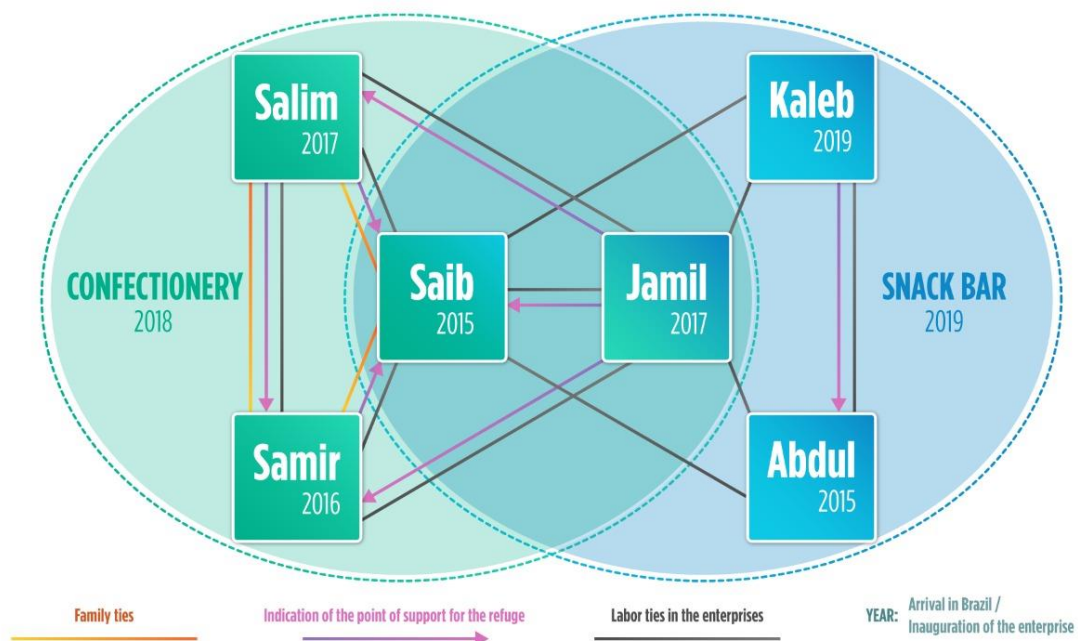 Salim
2017
Kaleb
2019
CONFECTIONERY
2018
Saib
2015
Jamil
2017
SNACK BAR
2019
Samir
2016
Abdul
2015
Family ties
Indication of the point of support for the refuge
Labor ties in the enterprises
YEAR:
Arrival in Brazil /
Inauguration of the enterprise